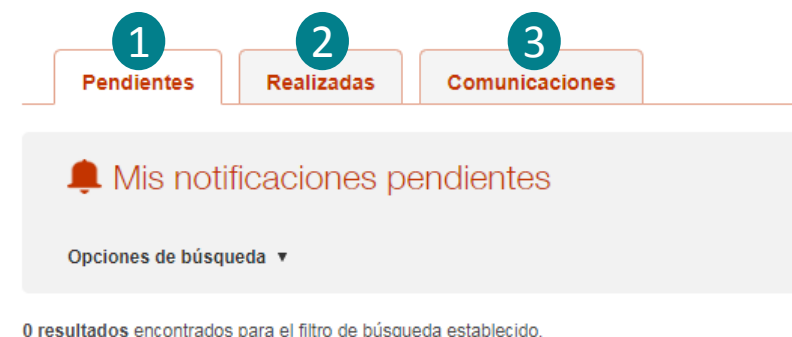 1 2 3
Pendientes Realizadas Comunicaciones
Mis notificaciones pendientes
Opciones de búsqueda ▼
0 resultados encontrados para el filtro de búsqueda establecido.